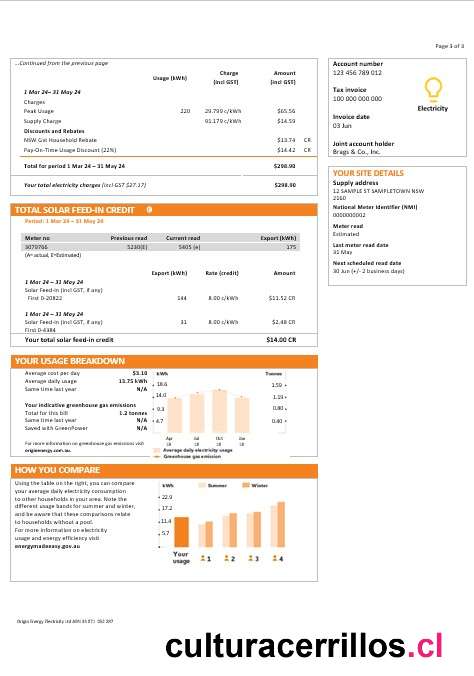 Page 3 of 3
...Continued from the previous page
Usage (kWh) Charge (incl GST) Amount (incl GST)
1 Mar 24– 31 May 24
Charges
Peak Usage 220 29.799 c/kWh $65.56
Supply Charge 91.179 c/kWh $14.59
Discounts and Rebates
NSW Gst Household Rebate $13.74 CR
Pay-On-Time Usage Discount (22%) $14.42 CR
Total for period 1 Mar 24 – 31 May 24 $298.90
Your total electricity charges (incl GST $27.17) $298.90
Account number
123 456 789 012
Tax invoice
100 000 000 000
Invoice date
03 Jun
Joint account holder
Brags & Co., Inc.
Electricity
YOUR SITE DETAILS
Supply address
12 SAMPLE ST SAMPLETOWN NSW
2160
National Meter Identifier (NMI)
0000000002
Meter read
Estimated
Last meter read date
31 May
Next scheduled read date
30 Jun (+/- 2 business days)
TOTAL SOLAR FEED-IN CREDIT
Period: 1 Mar 24 – 31 May 24
Meter no Previous read Current read Export (kWh)
3079766 5230(E) 5405 (e) 175
(A= actual, E=Estimated)
Export (kWh) Rate (credit) Amount
1 Mar 24 – 31 May 24
Solar Feed-in (incl GST, if any)
First 0-20822 144 8.00 c/kWh $11.52 CR
1 Mar 24 – 31 May 24
Solar Feed-in (incl GST, if any) 31 8.00 c/kWh $2.48 CR
First 0-4384
Your total solar feed-in credit $14.00 CR
YOUR USAGE BREAKDOWN
Average cost per day $3.10
Average daily usage 13.75 kWh
Same time last year N/A
Your indicative greenhouse gas emissions
Total for this bill 1.2 tonnes
Same time last year N/A
Saved with GreenPower N/A
For more information on greenhouse gas emissions visit
originenergy.com.au.
kWh Tonnes
18.6 1.59
14.0 1.19
9.3 0.80
4.7 0.40
Apr Jul Oct Jan
18 18 18 18
Average daily electricity usage
Greenhouse gas emission
HOW YOU COMPARE
Using the table on the right, you can compare
your average daily electricity consumption
to other households in your area. Note the
different usage bands for summer and winter,
and be aware that these comparisons relate
to households without a pool.
For more information on electricity
usage and energy efficiency visit
energymadeeasy.gov.au
kWh Summer Winter
22.9
17.2
11.4
5.7
Your usage 1 2 3 4
culturacerrillos.cl